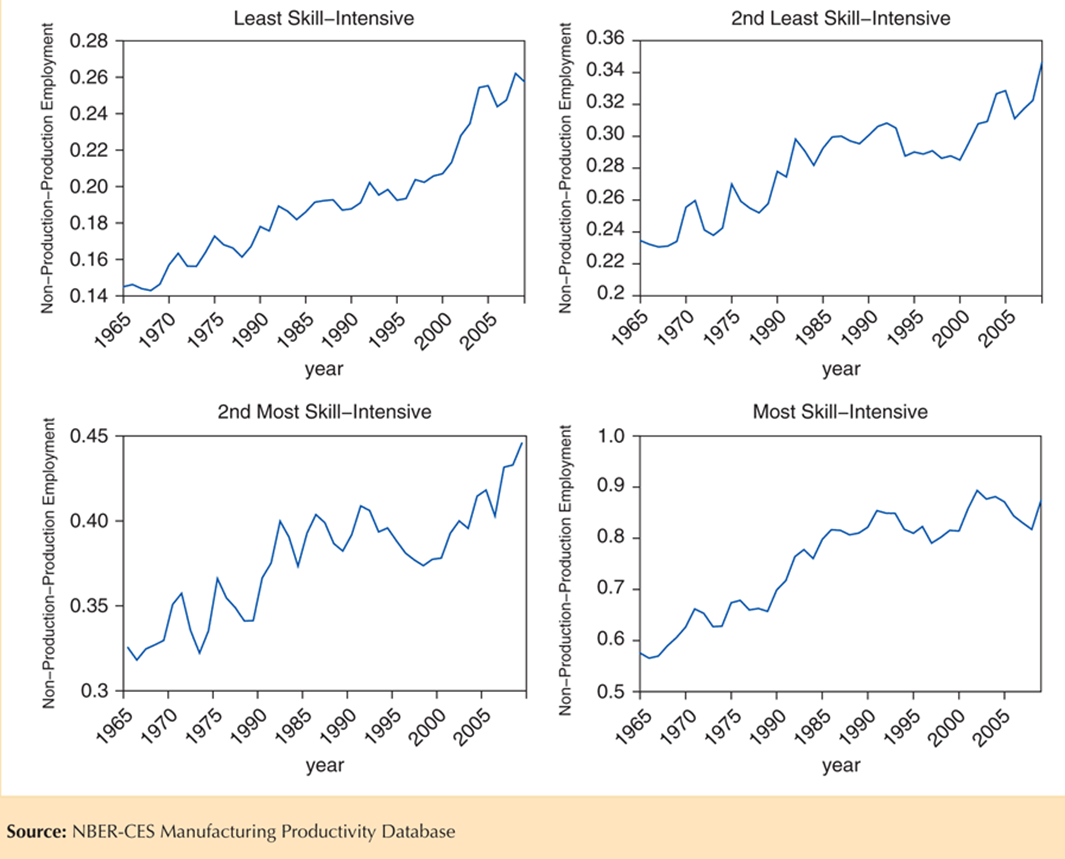 Least Skill–Intensive
Non–Production–Production Employment
0.28
0.26
0.24
0.22
0.20
0.18
0.16
0.14
1965 1970 1975 1990 1985 1990 1995 2000 2005
year
2nd Least Skill–Intensive
Non–Production–Production Employment
0.36
0.34
0.32
0.30
0.28
0.26
0.24
0.22
0.2
1965 1970 1975 1990 1985 1990 1995 2000 2005
year
2nd Most Skill–Intensive
Non–Production–Production Employment
0.45
0.40
0.35
0.3
1965 1970 1975 1990 1985 1990 1995 2000 2005
year
Most Skill–Intensive
Non–Production–Production Employment
1.0
0.9
0.8
0.7
0.6
0.5
1965 1970 1975 1990 1985 1990 1995 2000 2005
year
Source: NBER-CES Manufacturing Productivity Database